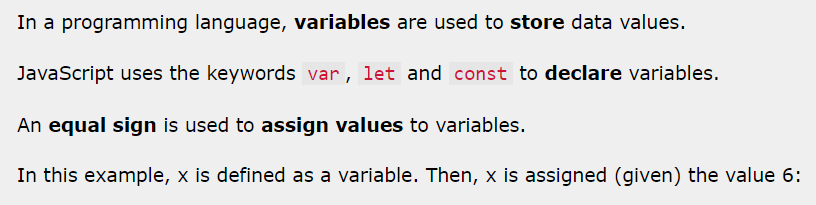 In a programming language, variables are used to store data values.
JavaScript uses the keywords var, let and const to declare variables.
An equal sign is used to assign values to variables.
In this example, x is defined as a variable. Then, x is assigned (given) the value 6: